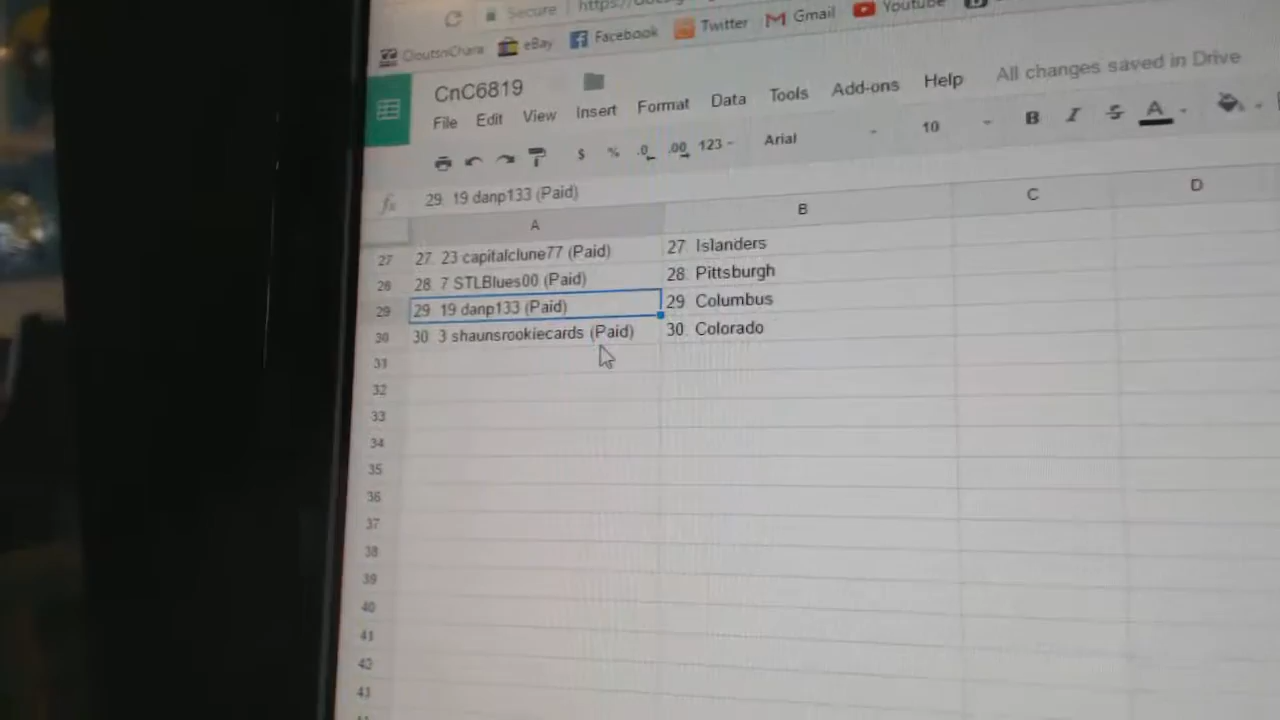 Secure
CloutsnChara eBay Facebook Twitter Gmail Youtube
CnC6819
File Edit View Insert Format Data Tools Add-ons Help All changes saved in Drive
$ % .0 .00 123 Arial 10 B I S A
fx 29 19 danp133 (Paid)
A B C D
27 27 23 capitalclune77 (Paid) 27 Islanders
28 28 7 STLBlues00 (Paid) 28 Pittsburgh
29 29 19 danp133 (Paid) 29 Columbus
30 30 3 shaunsrookiecards (Paid) 30 Colorado
31
32
33
34
35
36
37
38
39
40
41
42
43